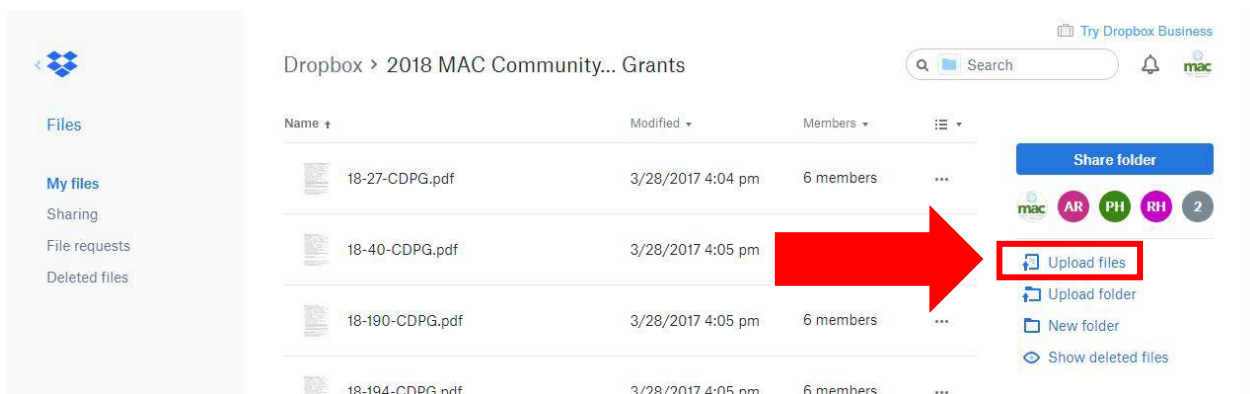 Try Dropbox Business
Dropbox > 2018 MAC Community... Grants
Search
mac
Files
My files
Sharing
File requests
Deleted files
Name
Modified
Members
18-27-CDPG.pdf 3/28/2017 4:04 pm 6 members ...
18-40-CDPG.pdf 3/28/2017 4:05 pm
18-190-CDPG.pdf 3/28/2017 4:05 pm 6 members ...
18-194-CDPG.pdf 3/28/2017 4:05 pm 6 members ...
Share folder
mac AR PH RH 2
Upload files
Upload folder
New folder
Show deleted files